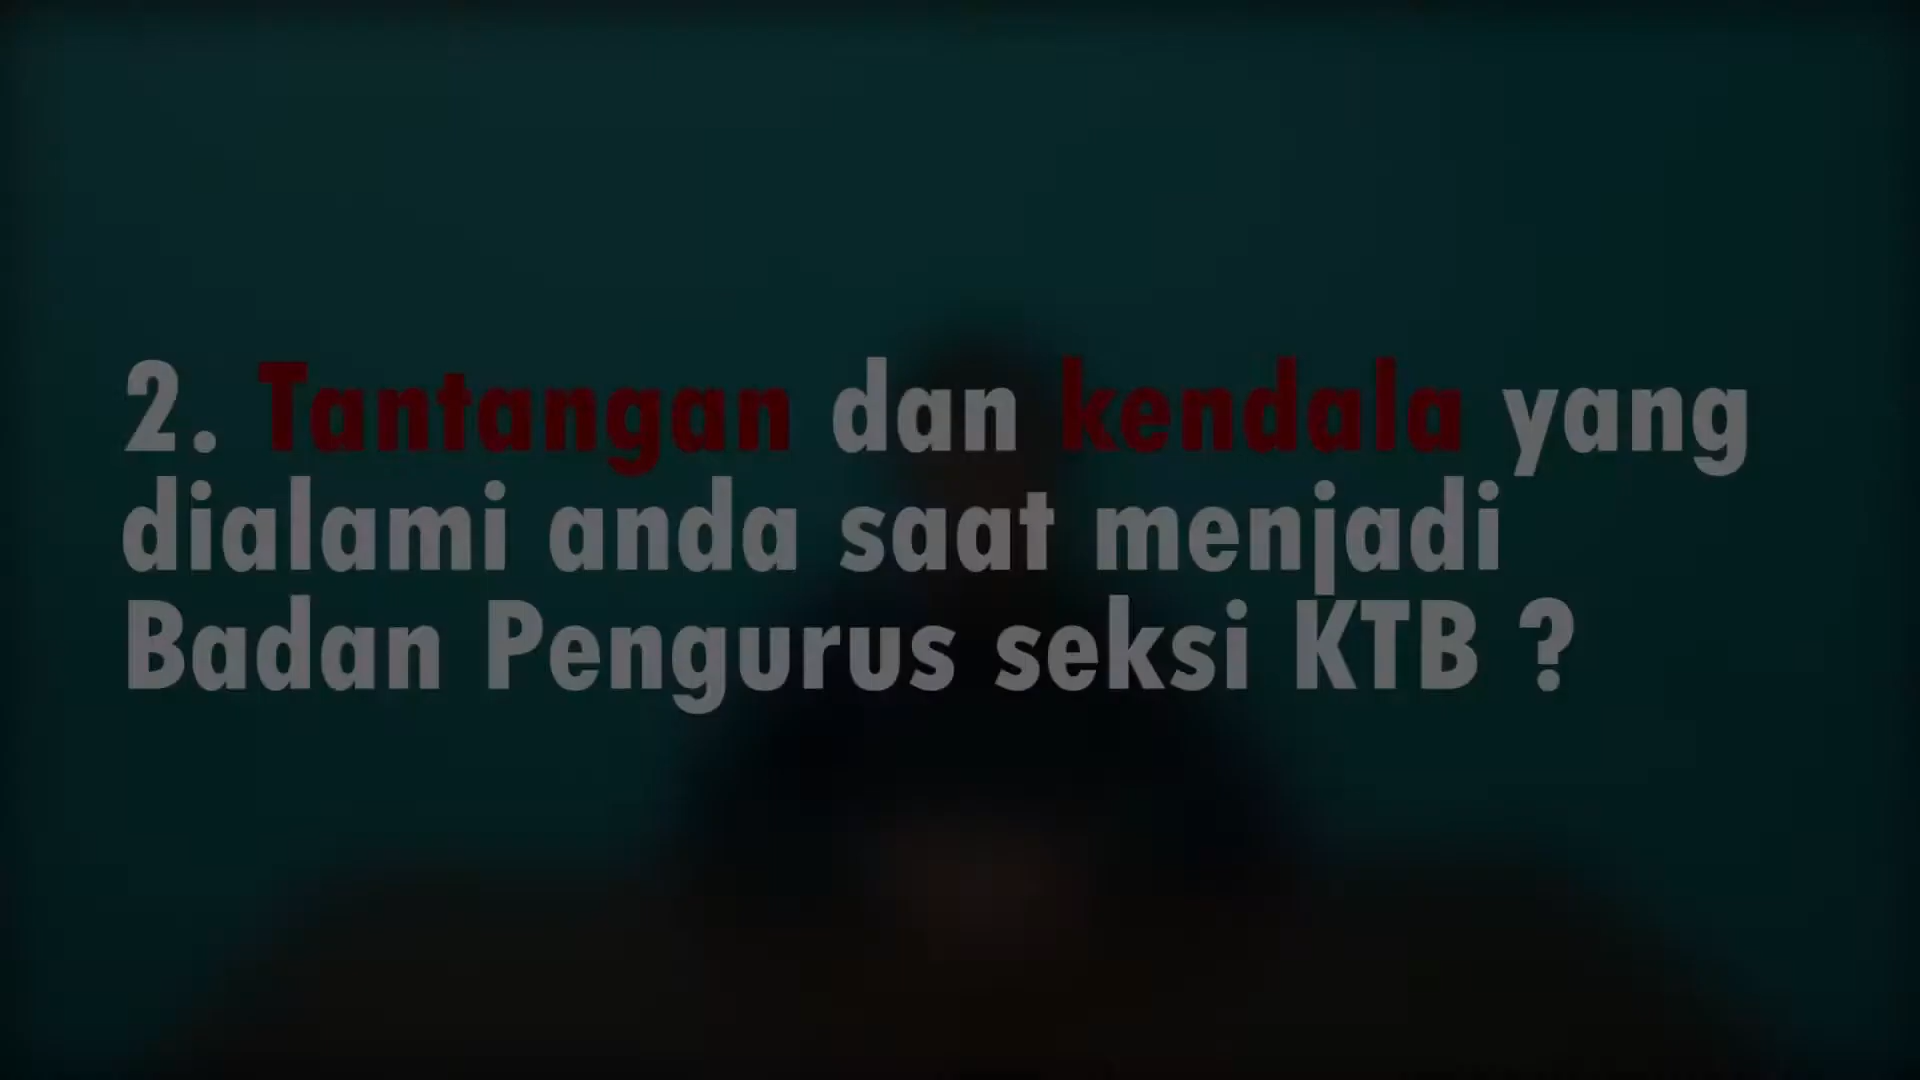 2. Tantangan dan kendala yang
dialami anda saat menjadi
Badan Pengurus seksi KTB ?